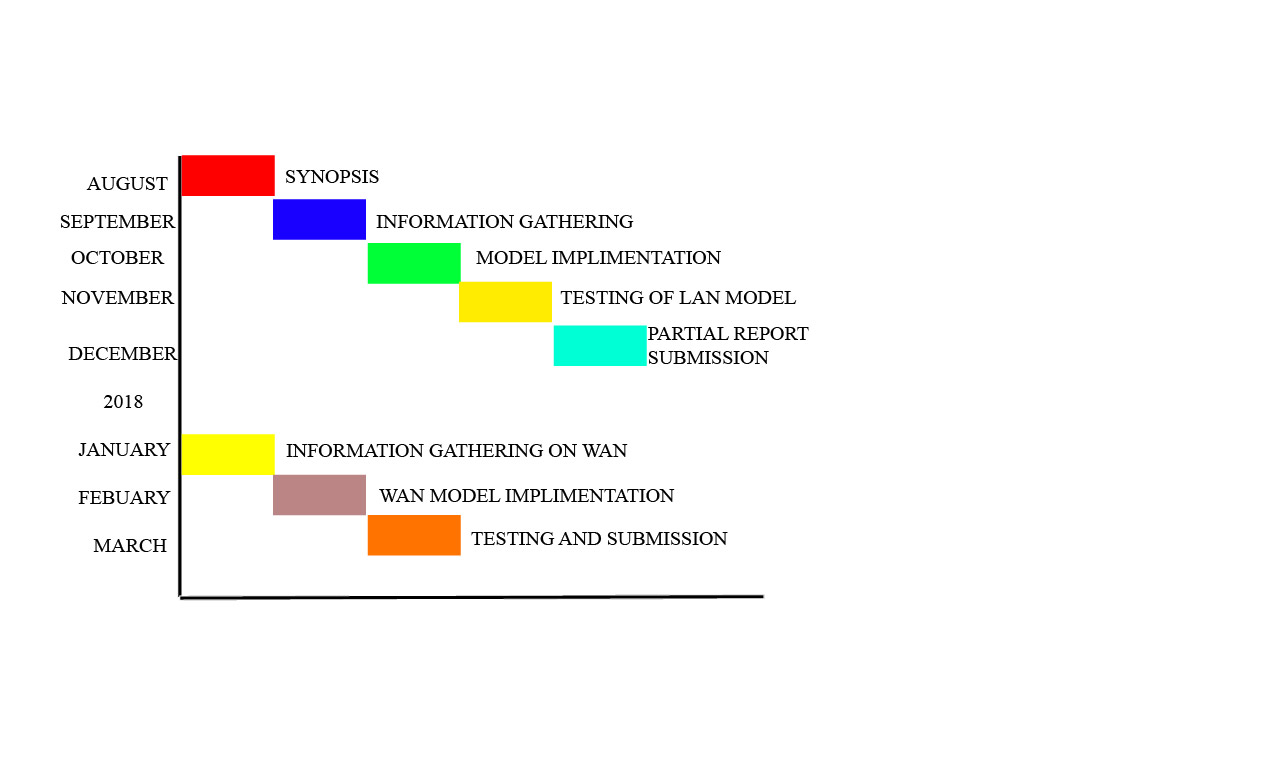 AUGUST SYNOPSIS
SEPTEMBER INFORMATION GATHERING
OCTOBER MODEL IMPLIMENTATION
NOVEMBER TESTING OF LAN MODEL
DECEMBER PARTIAL REPORT
SUBMISSION
2018
JANUARY INFORMATION GATHERING ON WAN
FEBUARY WAN MODEL IMPLIMENTATION
MARCH TESTING AND SUBMISSION